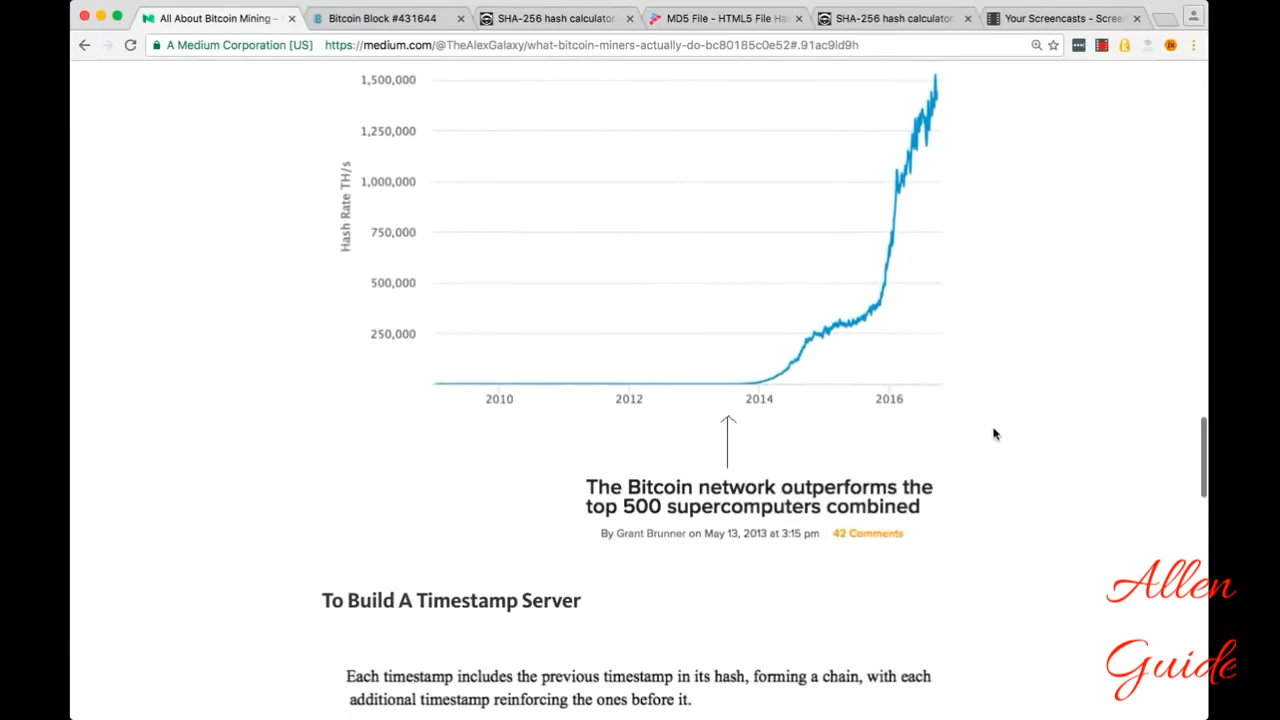 All About Bitcoin Mining -
Bitcoin Block #431644
SHA-256 hash calculator
MD5 File - HTML5 File Ha
SHA-256 hash calculator
Your Screencasts - Scree
A Medium Corporation [US]
https://medium.com/@TheAlexGalaxy/what-bitcoin-miners-actually-do-bc80185c0e52#.91ac9ld9h
1,500,000
1,250,000
1,000,000
750,000
500,000
250,000
Hash Rate TH/s
2010 2012 2014 2016
The Bitcoin network outperforms the
top 500 supercomputers combined
By Grant Brunner on May 13, 2013 at 3:15 pm 42 Comments
To Build A Timestamp Server
Each timestamp includes the previous timestamp in its hash, forming a chain, with each
additional timestamp reinforcing the ones before it.
Allen
Guide